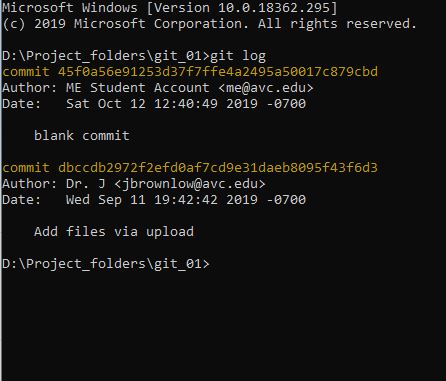 Microsoft Windows [Version 10.0.18362.295]
(c) 2019 Microsoft Corporation. All rights reserved.
D:\Project_folders\git_01>git log
commit 45f0a56e91253d37f7ffe4a2495a50017c879cbd
Author: ME Student Account <me@avc.edu>
Date:   Sat Oct 12 12:40:49 2019 -0700
blank commit
commit dbccdb2972f2efd0af7cd9e31daeb8095f43f6d3
Author: Dr. J <jbrownlow@avc.edu>
Date:   Wed Sep 11 19:42:42 2019 -0700
Add files via upload
D:\Project_folders\git_01>